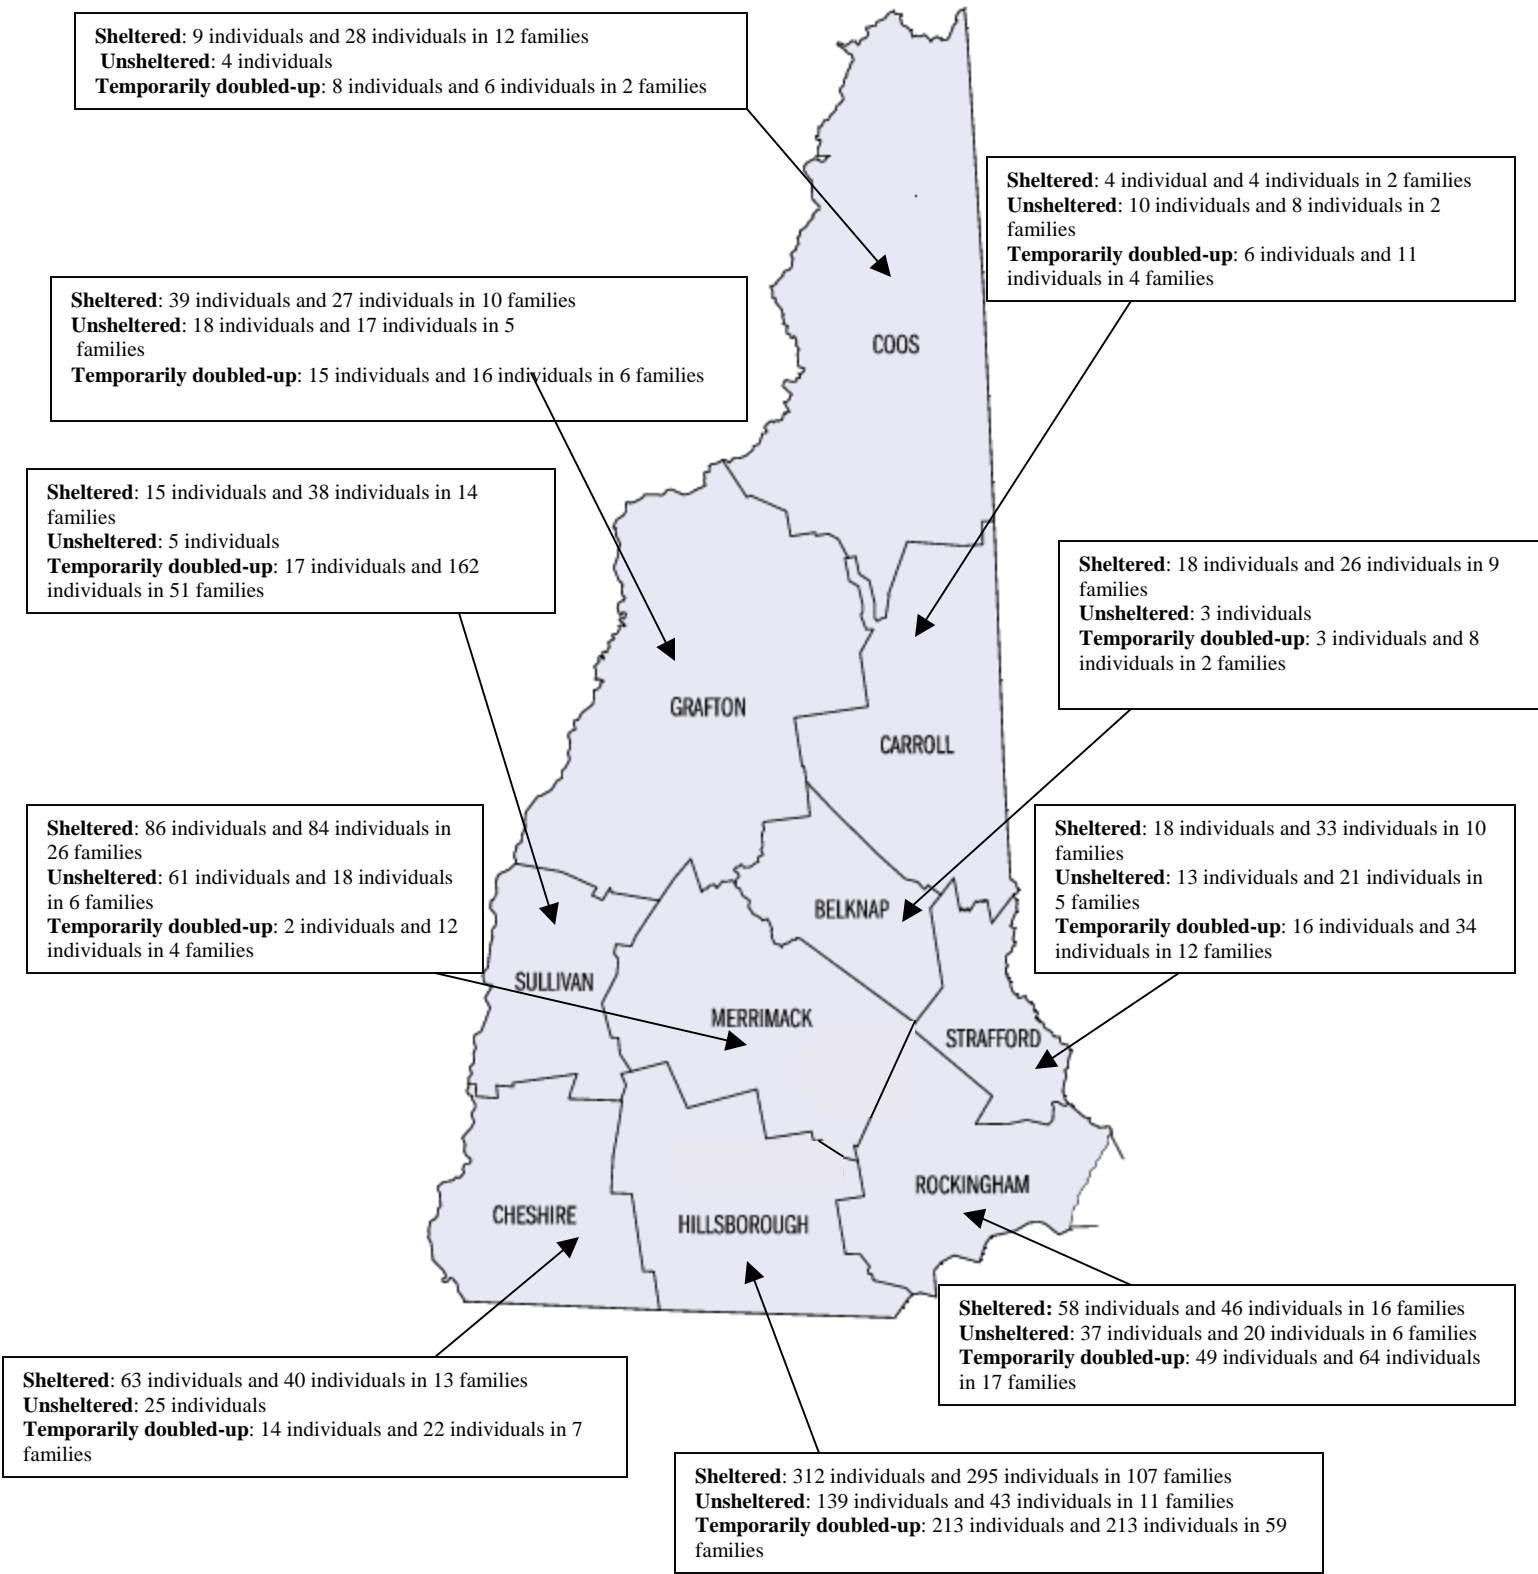 Sheltered: 9 individuals and 28 individuals in 12 families
Unsheltered: 4 individuals
Temporarily doubled-up: 8 individuals and 6 individuals in 2 families
Sheltered: 4 individual and 4 individuals in 2 families
Unsheltered: 10 individuals and 8 individuals in 2
families
Temporarily doubled-up: 6 individuals and 11
individuals in 4 families
Sheltered: 39 individuals and 27 individuals in 10 families
Unsheltered: 18 individuals and 17 individuals in 5
families
Temporarily doubled-up: 15 individuals and 16 individuals in 6 families
COOS
Sheltered: 15 individuals and 38 individuals in 14
families
Unsheltered: 5 individuals
Temporarily doubled-up: 17 individuals and 162
individuals in 51 families
Sheltered: 18 individuals and 26 individuals in 9
families
Unsheltered: 3 individuals
Temporarily doubled-up: 3 individuals and 8
individuals in 2 families
GRAFTON
CARROLL
Sheltered: 86 individuals and 84 individuals in
26 families
Unsheltered: 61 individuals and 18 individuals
in 6 families
Temporarily doubled-up: 2 individuals and 12
individuals in 4 families
Sheltered: 18 individuals and 33 individuals in 10
families
Unsheltered: 13 individuals and 21 individuals in
5 families
Temporarily doubled-up: 16 individuals and 34
individuals in 12 families
BELKNAP
SULLIVAN
MERRIMACK
STRAFFORD
ROCKINGHAM
CHESHIRE
HILLSBOROUGH
Sheltered: 58 individuals and 46 individuals in 16 families
Unsheltered: 37 individuals and 20 individuals in 6 families
Temporarily doubled-up: 49 individuals and 64 individuals
in 17 families
Sheltered: 63 individuals and 40 individuals in 13 families
Unsheltered: 25 individuals
Temporarily doubled-up: 14 individuals and 22 individuals in 7
families
Sheltered: 312 individuals and 295 individuals in 107 families
Unsheltered: 139 individuals and 43 individuals in 11 families
Temporarily doubled-up: 213 individuals and 213 individuals in 59
families